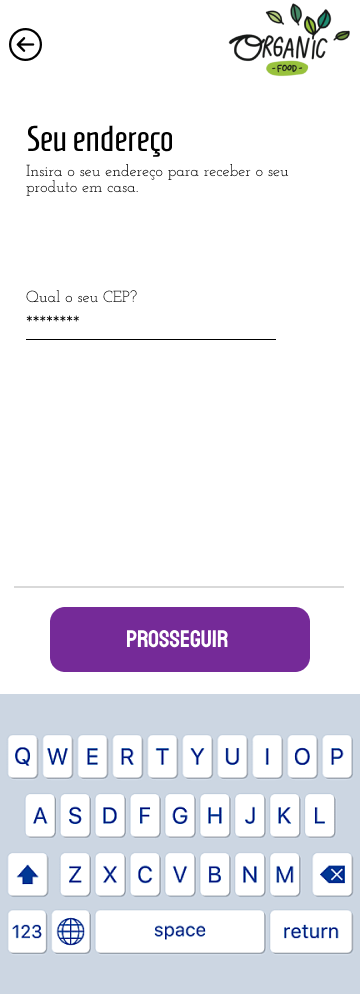 ORGANIC
-FOOD-
Seu endereço
Insira o seu endereço para receber o seu
produto em casa.
Qual o seu CEP?
********
PROSSEGUIR
Q W E R T Y U I O P
A S D F G H J K L
Z X C V B N M
123 space return